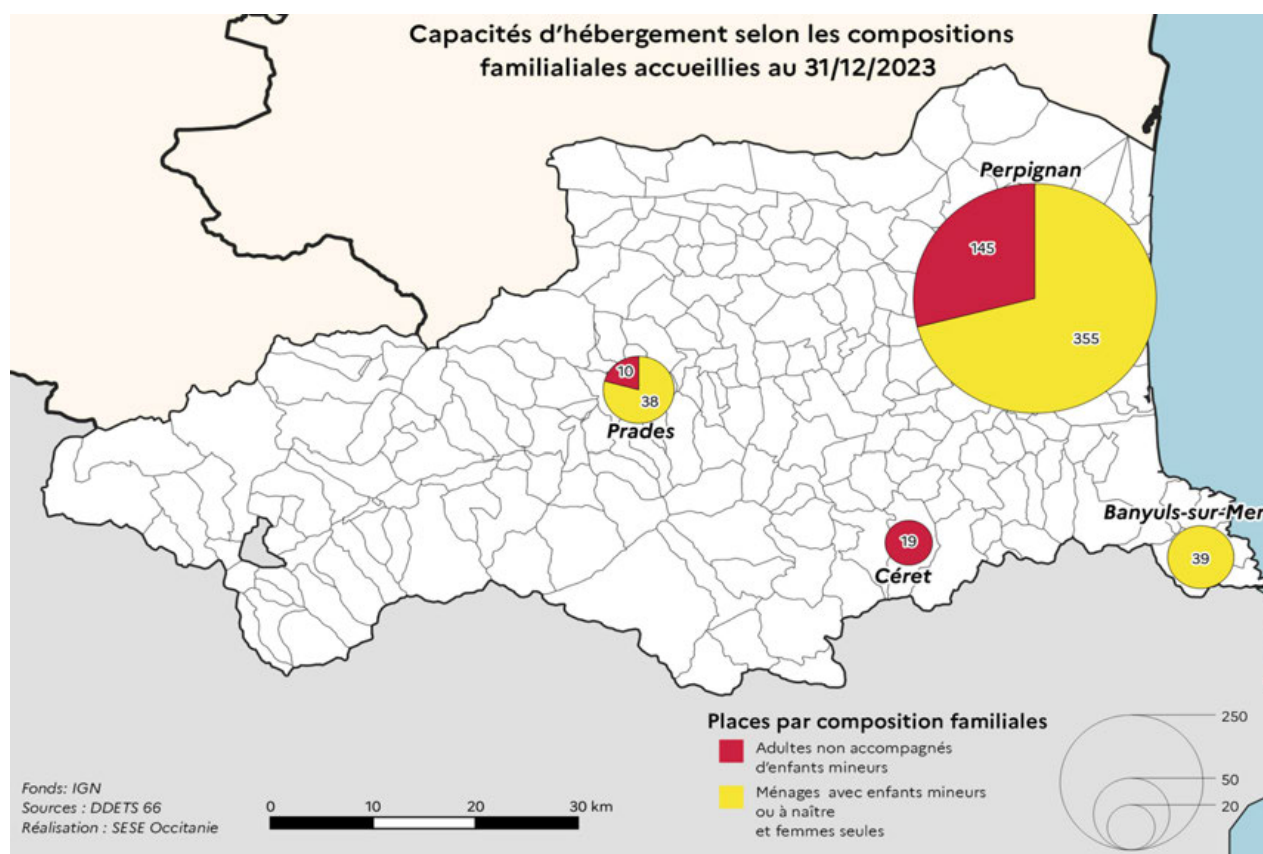 Capacités d'hébergement selon les compositions
familialiales accueillies au 31/12/2023
Perpignan
145
355
10
38
Prades
Banyuls-sur-Mer
19
39
Céret
Places par composition familiales
Adultes non accompagnés
d'enfants mineurs
Ménages avec enfants mineurs
ou à naître
et femmes seules
250
50
20
Fonds: IGN
Sources : DDETS 66
Réalisation : SESE Occitanie
0 10 20 30 km